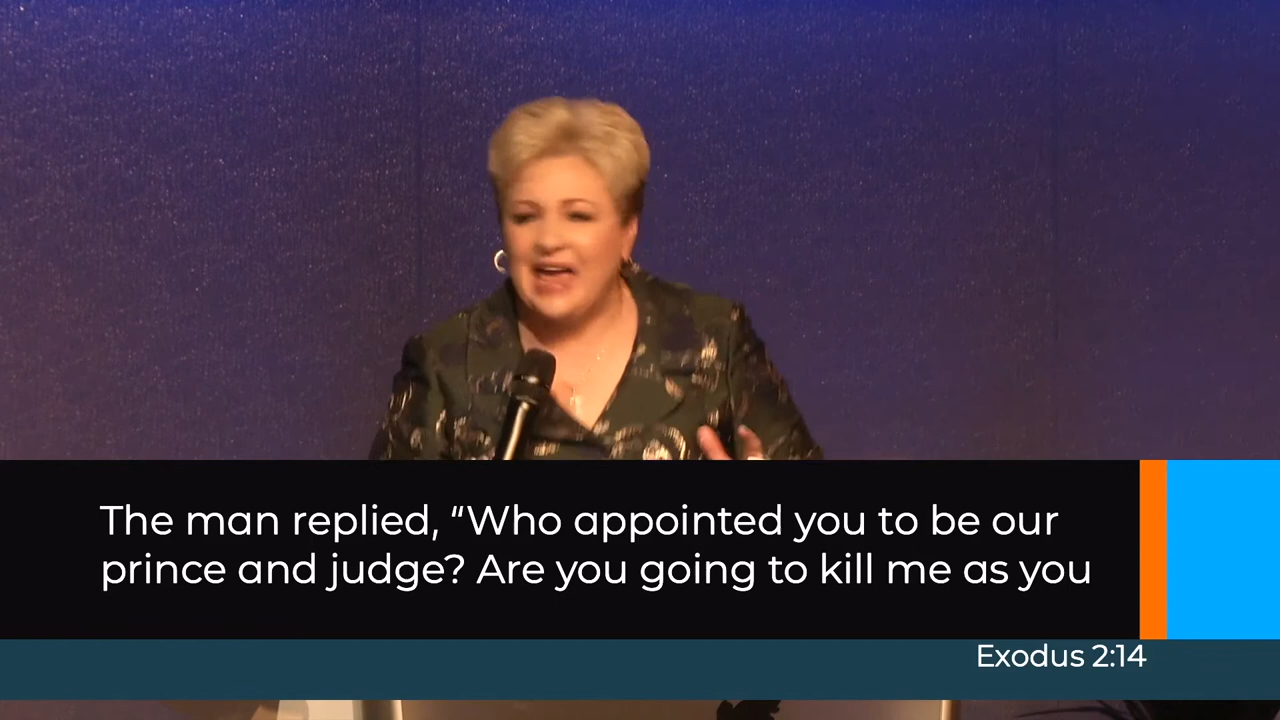 The man replied, “Who appointed you to be our
prince and judge? Are you going to kill me as you
Exodus 2:14